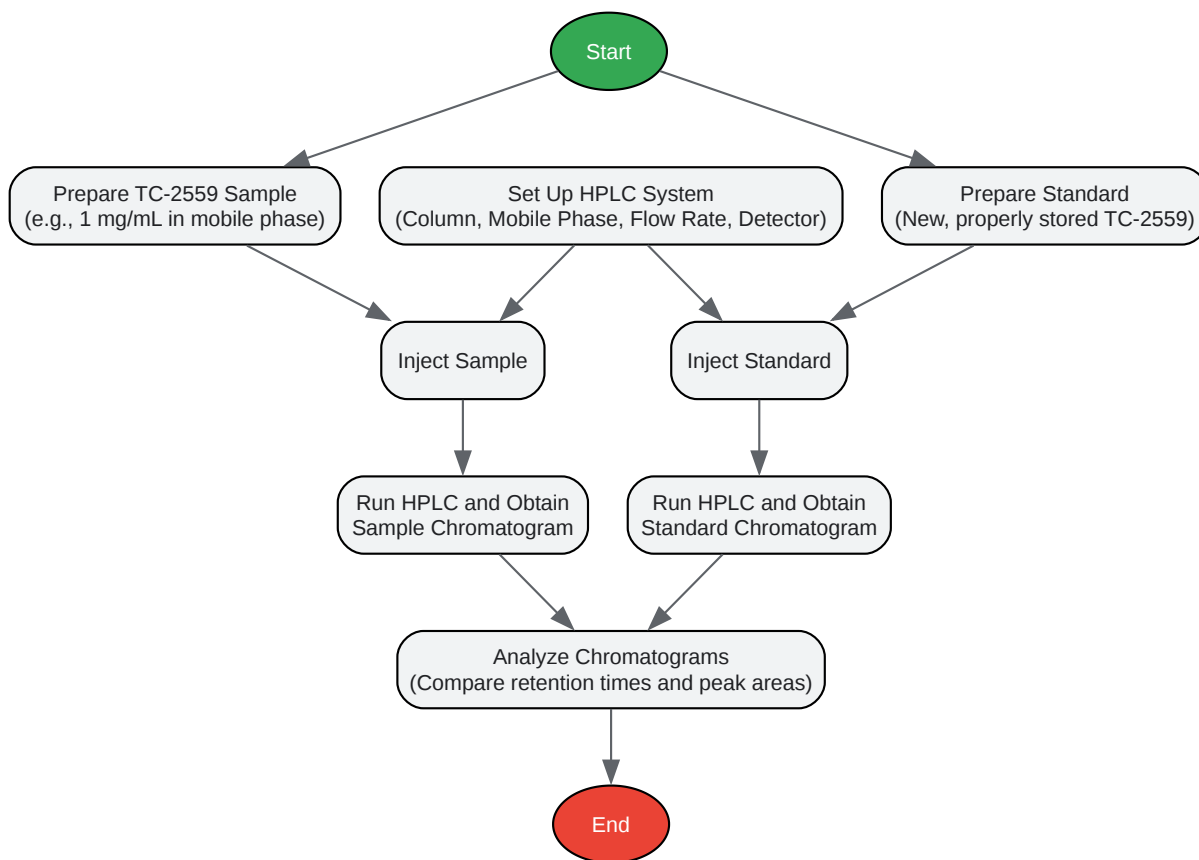 Start
Prepare TC-2559 Sample
(e.g., 1 mg/mL in mobile phase)
Set Up HPLC System
(Column, Mobile Phase, Flow Rate, Detector)
Prepare Standard
(New, properly stored TC-2559)
Inject Sample
Inject Standard
Run HPLC and Obtain
Sample Chromatogram
Run HPLC and Obtain
Standard Chromatogram
Analyze Chromatograms
(Compare retention times and peak areas)
End